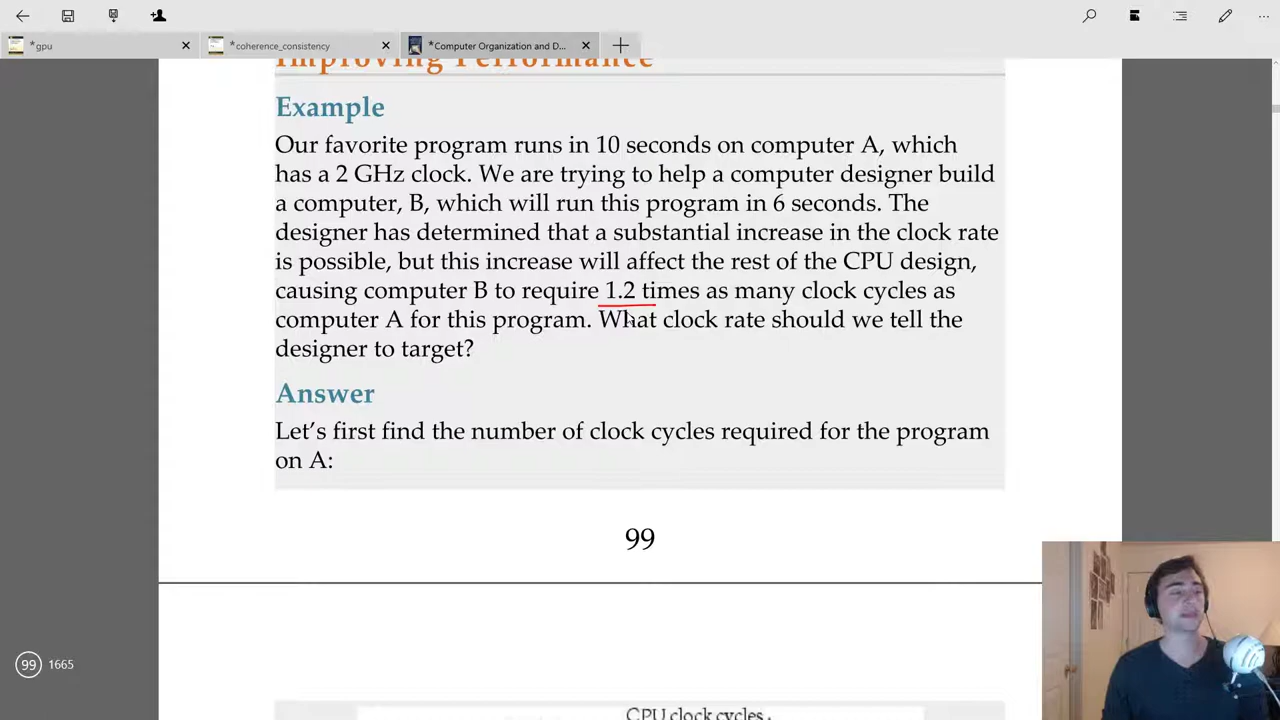 *gpu
*coherence_consistency
*Computer Organization and D...
Improving Performance
Example
Our favorite program runs in 10 seconds on computer A, which
has a 2 GHz clock. We are trying to help a computer designer build
a computer, B, which will run this program in 6 seconds. The
designer has determined that a substantial increase in the clock rate
is possible, but this increase will affect the rest of the CPU design,
causing computer B to require 1.2 times as many clock cycles as
computer A for this program. What clock rate should we tell the
designer to target?
Answer
Let’s first find the number of clock cycles required for the program
on A:
99
99 1665
CPU clock cycles